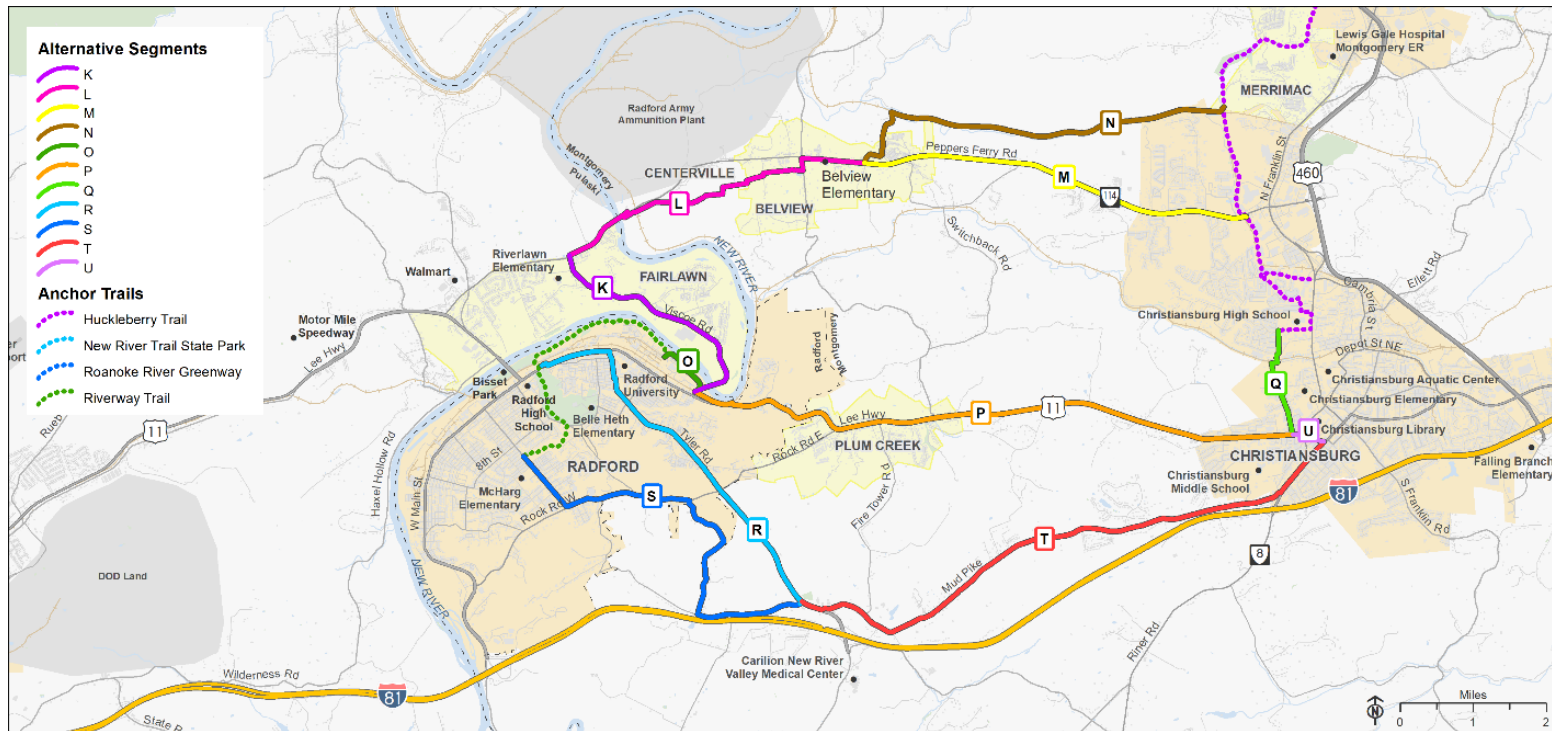 Alternative Segments
K
L
M
N
O
P
Q
R
S
T
U
Anchor Trails
Huckleberry Trail
New River Trail State Park
Roanoke River Greenway
Riverway Trail
Lewis Gale Hospital
Montgomery ER
MERRIMAC
Radford Army
Ammunition Plant
N
Peppers Ferry Rd
N Franklin St
460
Montgomery
Pulaski
CENTERVILLE
Belview
Elementary
M
114
L
BELVIEW
Switchback Rd
NEW RIVER
Riverlawn
Elementary
Walmart
FAIRLAWN
K
Ellett Rd
Cambria St
Motor Mile
Speedway
Lee Hwy
Viscoe Rd
Christiansburg High School
Radford
Montgomery
Depot St NE
O
Bisset
Park
Radford
University
Radford
High
School
Belle Heth
Elementary
Christiansburg Aquatic Center
Q
Christiansburg Elementary
Lee Hwy
P
11
Rock Rd E
PLUM CREEK
U
Christiansburg Library
CHRISTIANSBURG
11
Haxel Hollow Rd
8th St
Tyler Rd
RADFORD
McHarg
Elementary
Rock Rd W
W Main St
S
Christiansburg
Middle School
Falling Branch
Elementary
81
S Franklin Rd
Fire Tower Rd
R
T
Mud Pike
8
DOD Land
NEW RIVER
Riner Rd
Carilion New River
Valley Medical Center
Wilderness Rd
81
N
Miles
0
1
2